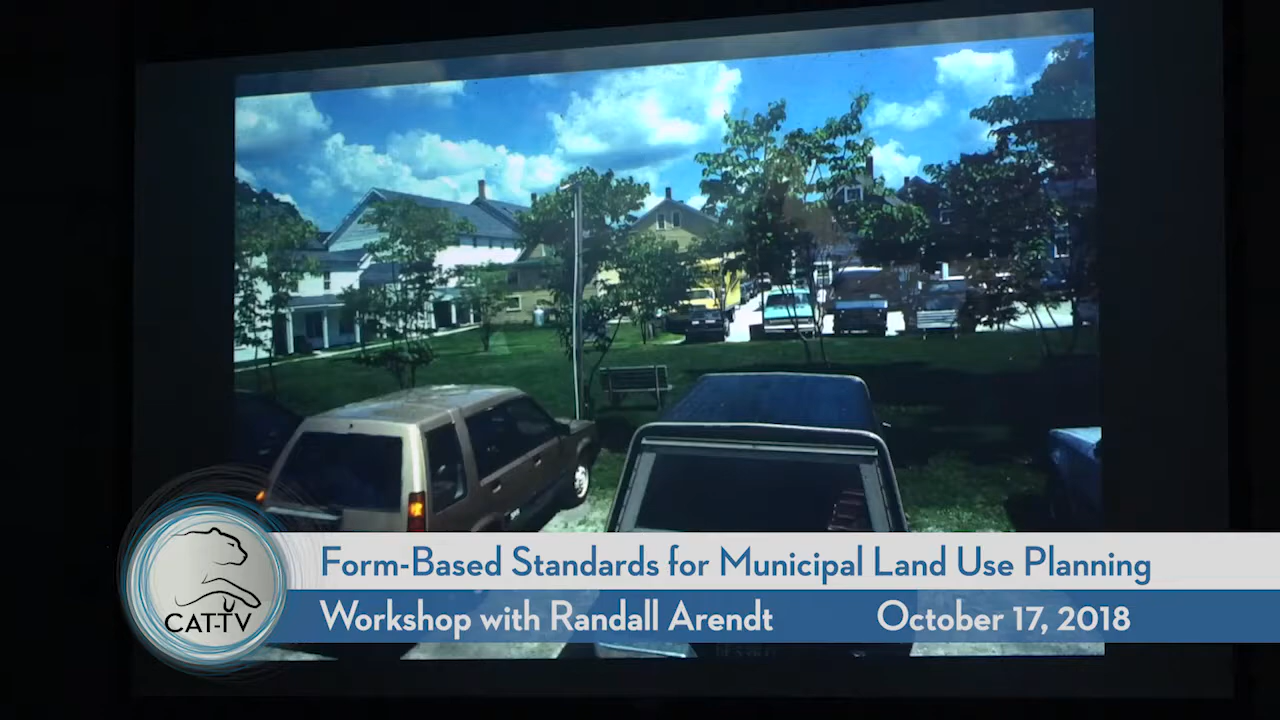 Form-Based Standards for Municipal Land Use Planning
Workshop with Randall Arendt October 17, 2018
CAT-TV